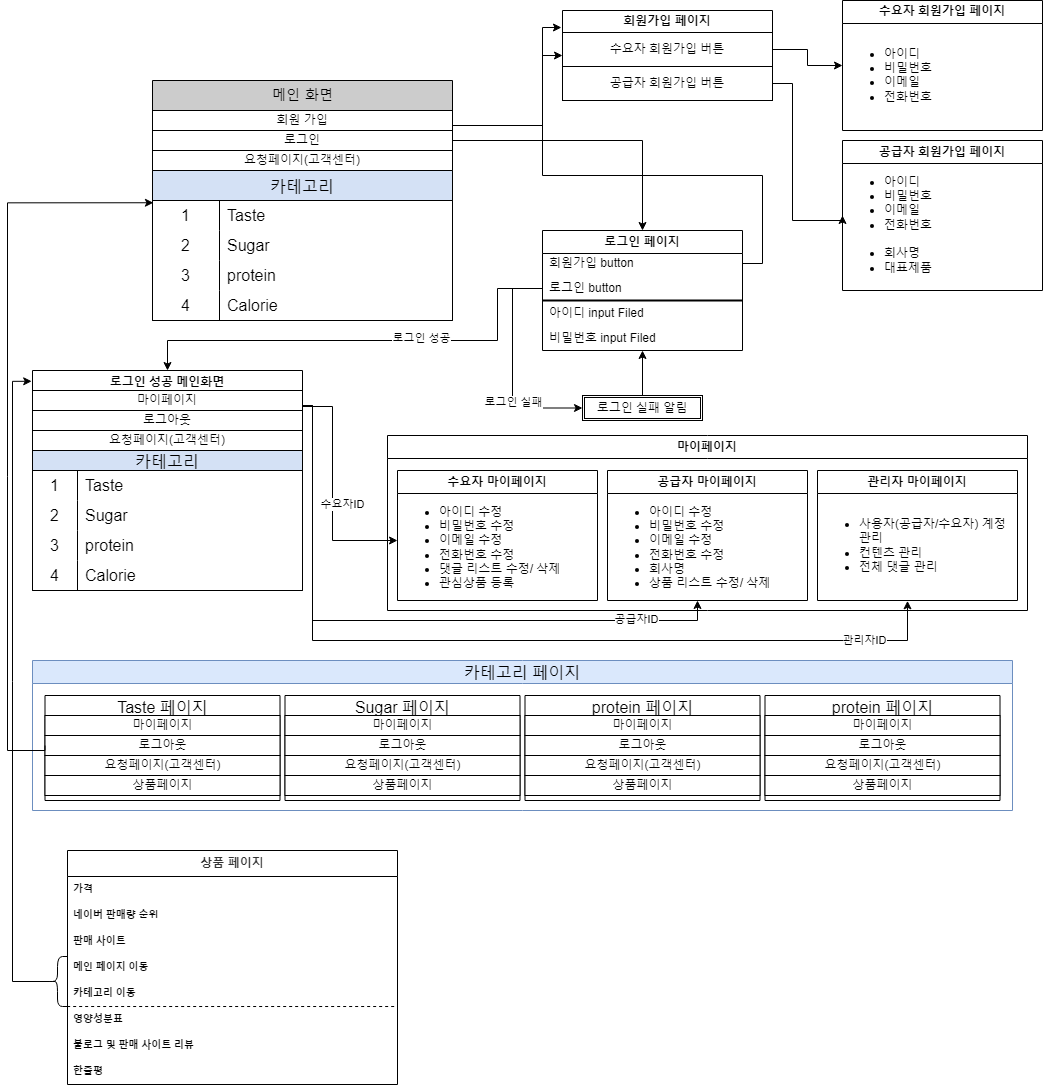 회원가입 페이지
수요자 회원가입 버튼
공급자 회원가입 버튼
수요자 회원가입 페이지
아이디
비밀번호
이메일
전화번호
공급자 회원가입 페이지
아이디
비밀번호
이메일
전화번호
회사명
대표제품
메인 화면
회원 가입
로그인
요청페이지(고객센터)
카테고리
1 Taste
2 Sugar
3 protein
4 Calorie
로그인 페이지
회원가입 button
로그인 button
아이디 input Filed
비밀번호 input Filed
로그인 성공
로그인 실패
로그인 실패 알림
로그인 성공 메인화면
마이페이지
로그아웃
요청페이지(고객센터)
카테고리
1 Taste
2 Sugar
3 protein
4 Calorie
수요자ID
마이페이지
수요자 마이페이지
아이디 수정
비밀번호 수정
이메일 수정
전화번호 수정
댓글 리스트 수정/ 삭제
관심상품 등록
공급자 마이페이지
아이디 수정
비밀번호 수정
이메일 수정
전화번호 수정
회사명
상품 리스트 수정/ 삭제
관리자 마이페이지
사용자(공급자/수요자) 계정
관리
컨텐츠 관리
전체 댓글 관리
공급자ID
관리자ID
카테고리 페이지
Taste 페이지
마이페이지
로그아웃
요청페이지(고객센터)
상품페이지
Sugar 페이지
마이페이지
로그아웃
요청페이지(고객센터)
상품페이지
protein 페이지
마이페이지
로그아웃
요청페이지(고객센터)
상품페이지
protein 페이지
마이페이지
로그아웃
요청페이지(고객센터)
상품페이지
상품 페이지
가격
네이버 판매량 순위
판매 사이트
메인 페이지 이동
카테고리 이동
영양성분표
불로그 및 판매 사이트 리뷰
한줄평